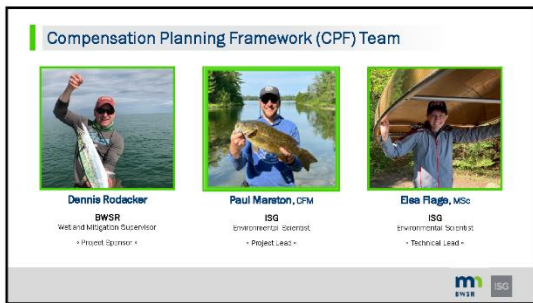 Compensation Planning Framework (CPF) Team
Dennis Rodacker
BWSR
Wetland Mitigation Supervisor
- Project Sponsor -
Paul Marston, CFM
ISG
Environmental Scientist
- Project Lead -
Elsa Flage, MSc
ISG
Environmental Scientist
- Technical Lead -
mn
BWSR
ISG